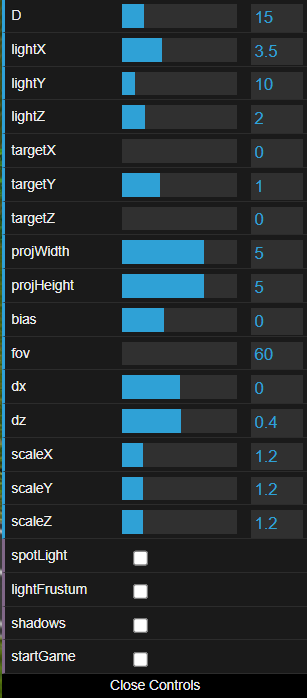 D 15
lightX 3.5
lightY 10
lightZ 2
targetX 0
targetY 1
targetZ 0
projWidth 5
projHeight 5
bias 0
fov 60
dx 0
dz 0.4
scaleX 1.2
scaleY 1.2
scaleZ 1.2
spotLight
lightFrustum
shadows
startGame
Close Controls